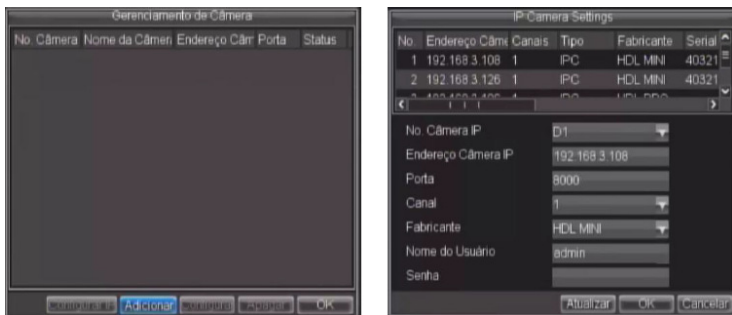 Gerenciamento de Câmera
No. Câmera Nome da Câmer Endereço Câm Porta Status
Adicionar OK
IP Camera Settings
No. Endereço Câme Canais Tipo Fabricante Serial
1 192.168.3.108 1 IPC HDL MINI 40321
2 192.168.3.126 1 IPC HDL MINI 40321
No. Câmera IP D1
Endereço Câmera IP 192.168.3.108
Porta 8000
Canal 1
Fabricante HDL MINI
Nome do Usuário admin
Senha
Atualizar OK Cancelar